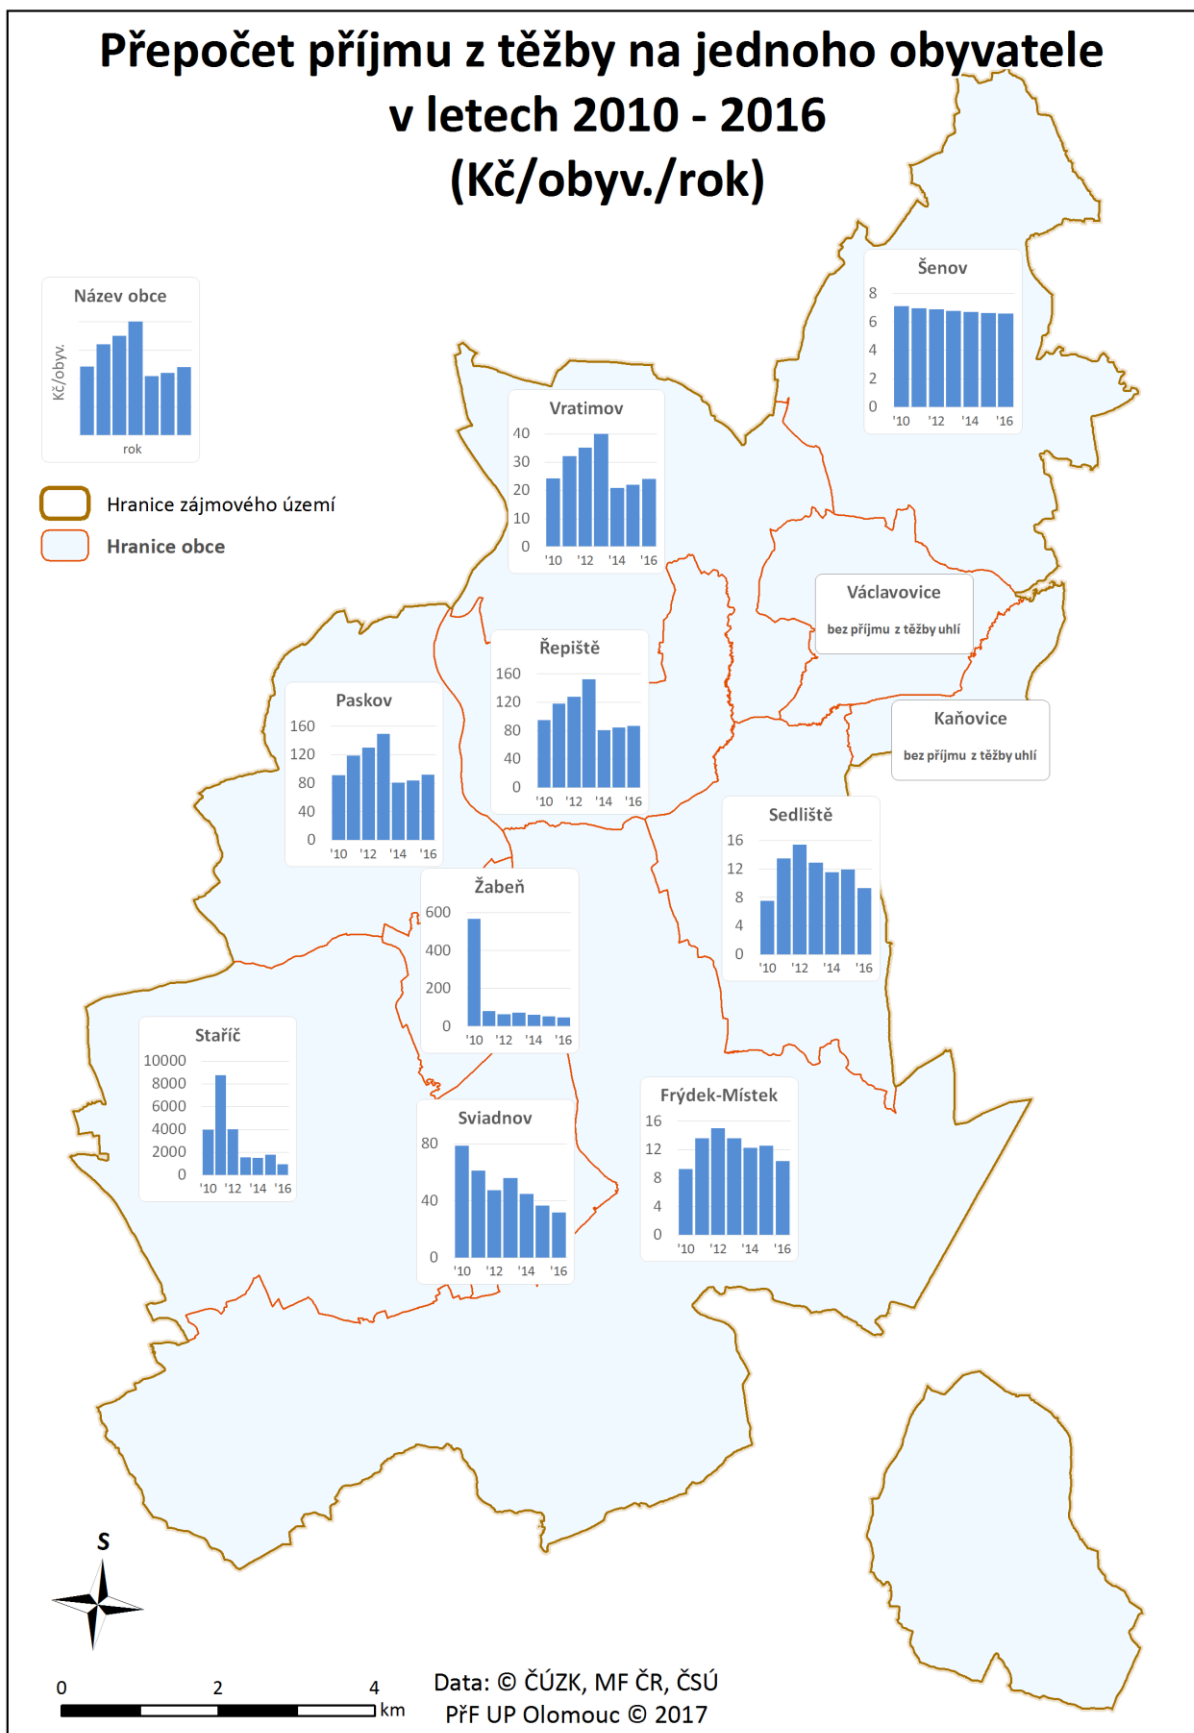 Přepočet příjmu z těžby na jednoho obyvatele
v letech 2010 - 2016
(Kč/obyv./rok)
Název obce
Kč/obyv.
rok
Hranice zájmového území
Hranice obce
Šenov
8
6
4
2
0
'10 '12 '14 '16
Vratimov
40
30
20
10
0
'10 '12 '14 '16
Václavovice
bez příjmu z těžby uhlí
Řepiště
160
120
80
40
0
'10 '12 '14 '16
Paskov
160
120
80
40
0
'10 '12 '14 '16
Kaňovice
bez příjmu z těžby uhlí
Sedliště
16
12
8
4
0
'10 '12 '14 '16
Žabeň
600
400
200
0
'10 '12 '14 '16
Staříč
10000
8000
6000
4000
2000
0
'10 '12 '14 '16
Sviadnov
80
40
0
'10 '12 '14 '16
Frýdek-Místek
16
12
8
4
0
'10 '12 '14 '16
S
0 2 4
km
Data: © ČÚZK, MF ČR, ČSÚ
PřF UP Olomouc © 2017